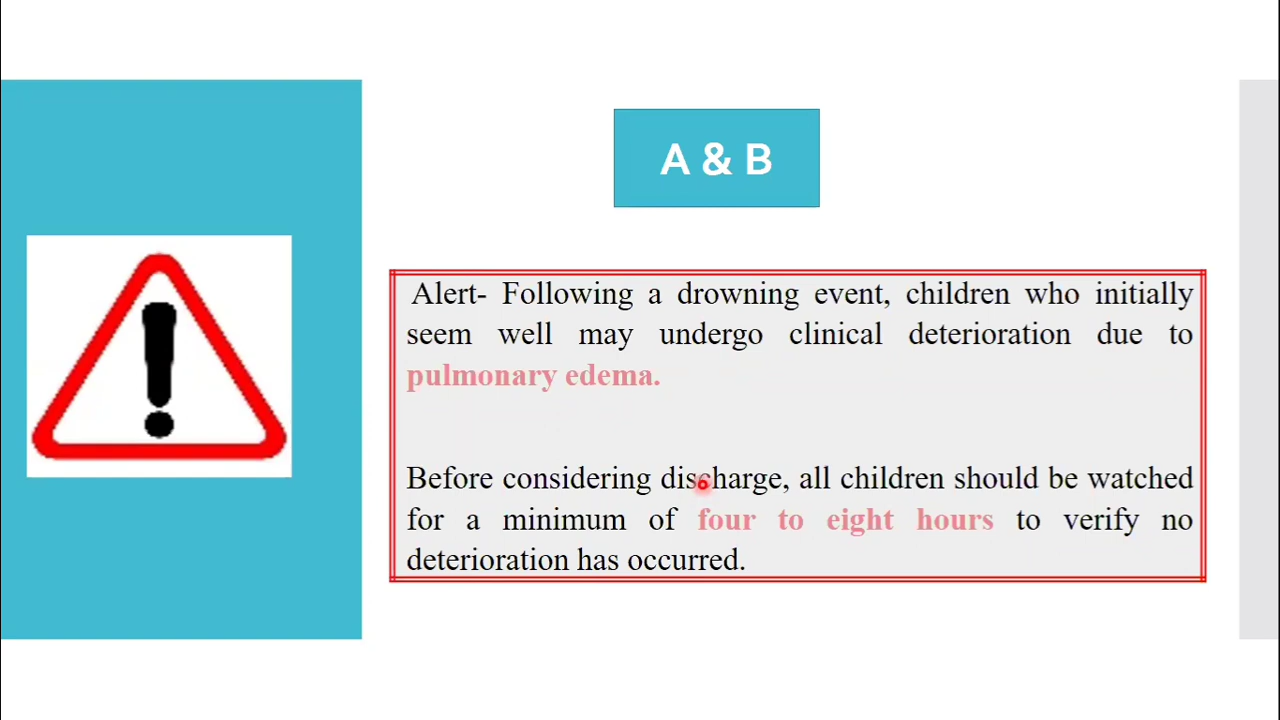 A & B
Alert- Following a drowning event, children who initially
seem well may undergo clinical deterioration due to
pulmonary edema.
Before considering discharge, all children should be watched
for a minimum of four to eight hours to verify no
deterioration has occurred.